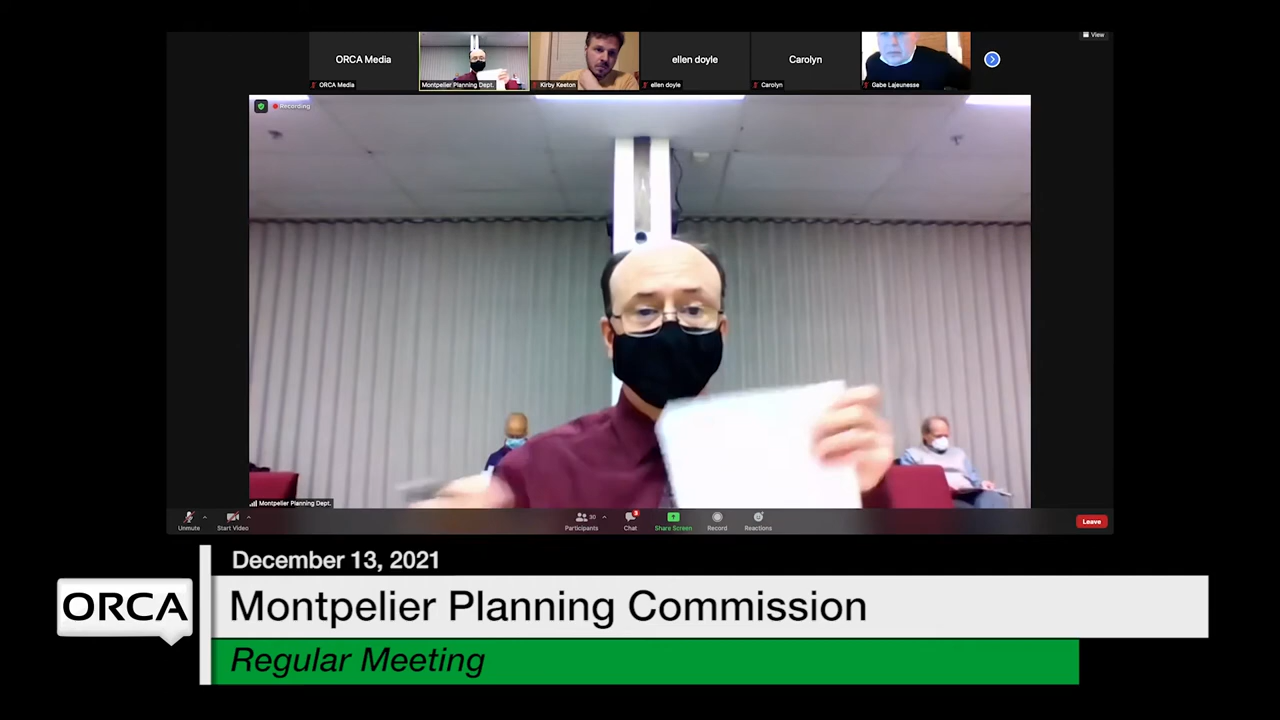 View
ORCA Media
ellen doyle
Carolyn
ORCA Media
Montpelier Planning Dept.
Kirby Keeton
ellen doyle
Carolyn
Gabe Lajeunesse
Recording
Montpelier Planning Dept.
Unmute
Start Video
Participants
30
Chat
3
Share Screen
Record
Reactions
Leave
December 13, 2021
ORCA
Montpelier Planning Commission
Regular Meeting